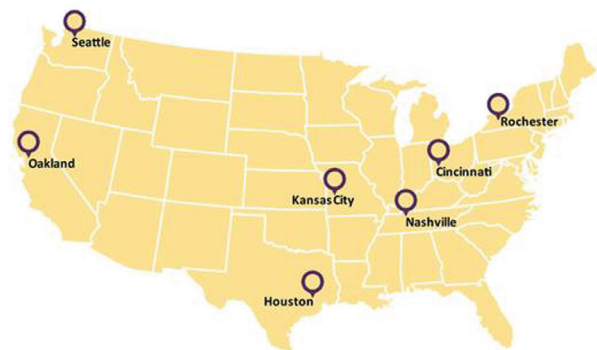 Seattle
Rochester
Oakland
Cincinnati
Kansas City
Nashville
Houston